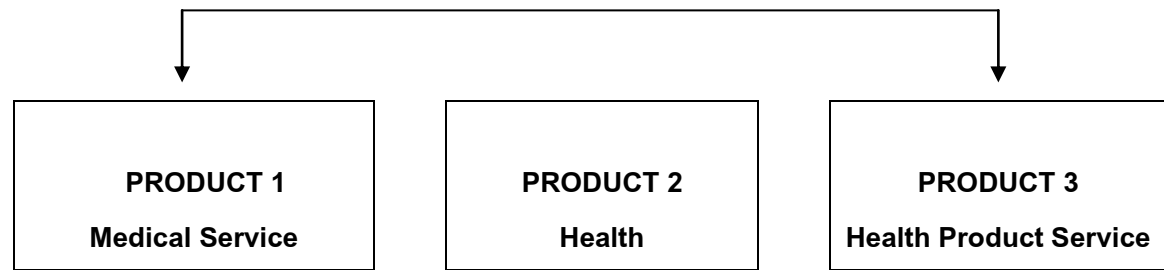 PRODUCT 1
Medical Service
PRODUCT 2
Health
PRODUCT 3
Health Product Service